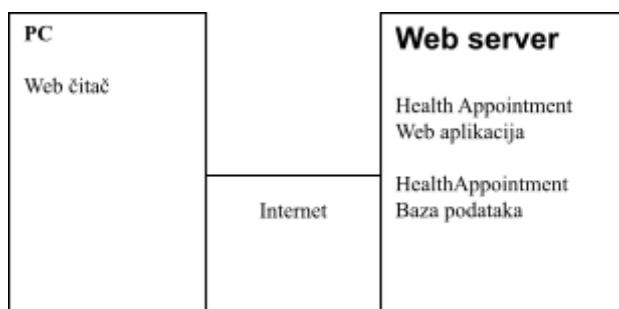 PC
Web čitač
Internet
Web server
Health Appointment
Web aplikacija
HealthAppointment
Baza podataka